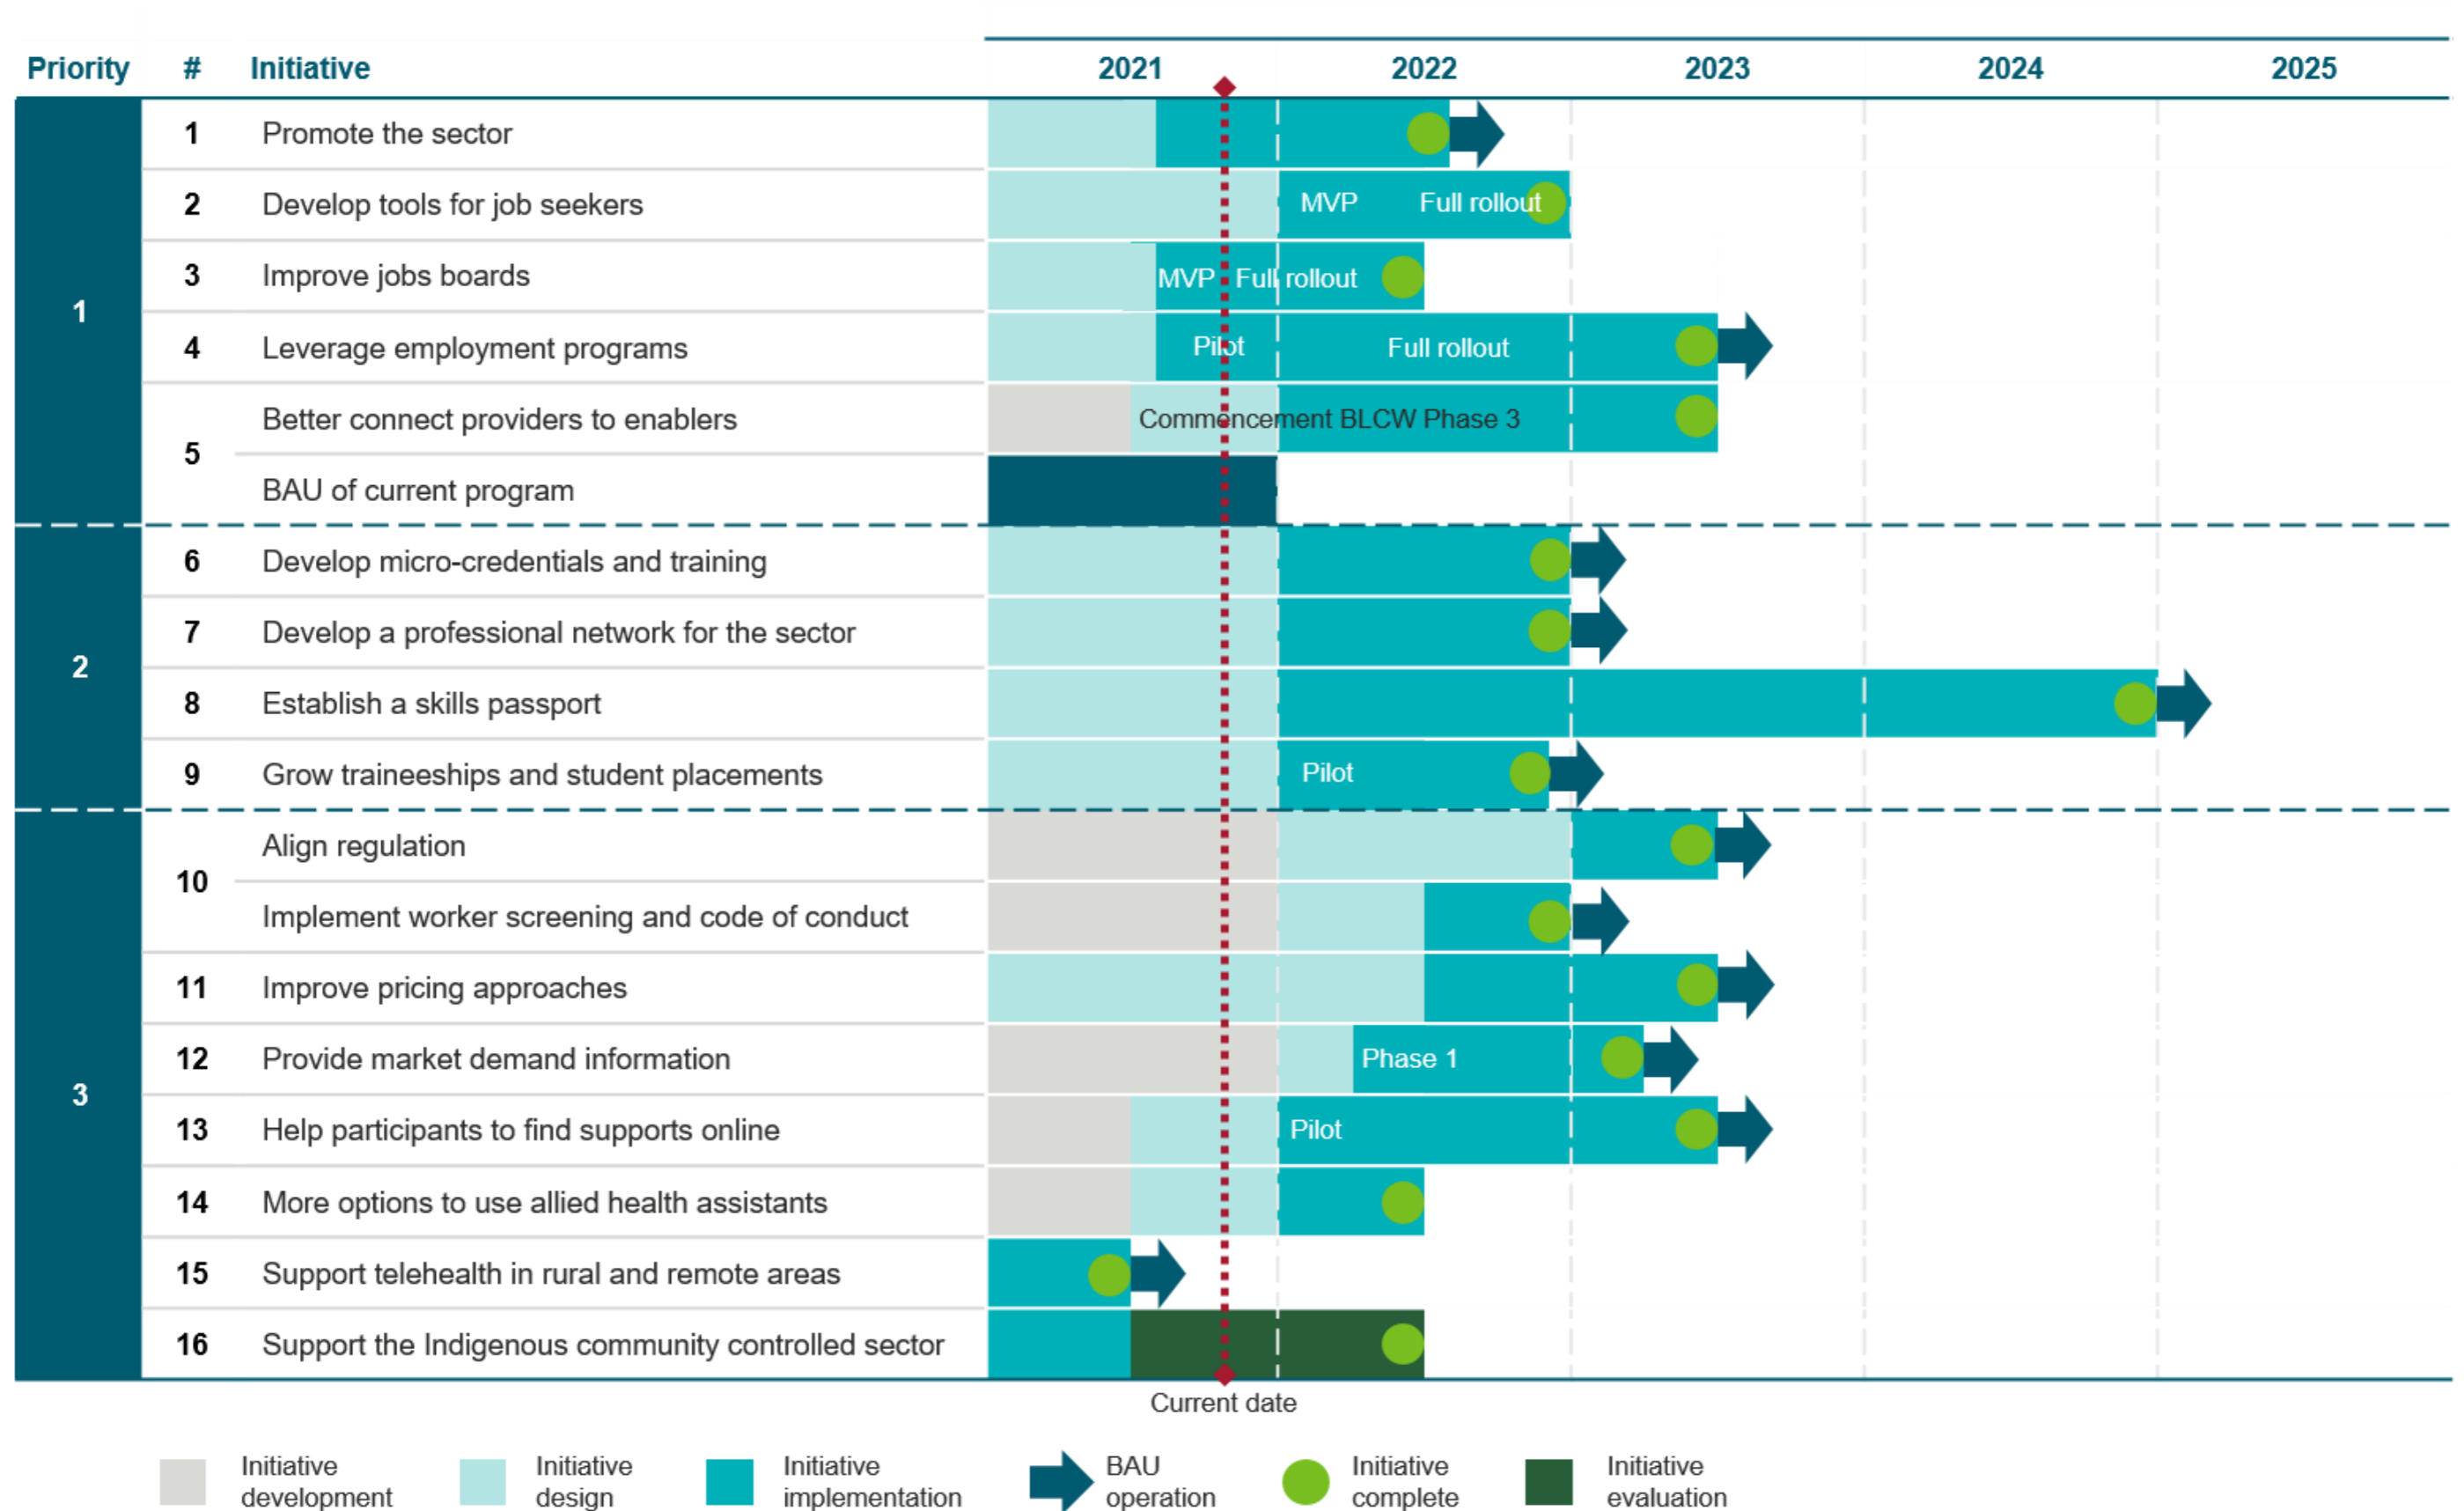 Priority # Initiative 2021 2022 2023 2024 2025
1
1 Promote the sector
2 Develop tools for job seekers MVP Full rollout
3 Improve jobs boards MVP Full rollout
4 Leverage employment programs Pilot Full rollout
5
Better connect providers to enablers Commencement BLCW Phase 3
BAU of current program
2
6 Develop micro-credentials and training
7 Develop a professional network for the sector
8 Establish a skills passport
9 Grow traineeships and student placements Pilot
3
10
Align regulation
Implement worker screening and code of conduct
11 Improve pricing approaches
12 Provide market demand information Phase 1
13 Help participants to find supports online Pilot
14 More options to use allied health assistants
15 Support telehealth in rural and remote areas
16 Support the Indigenous community controlled sector
Current date
Initiative
development
Initiative
design
Initiative
implementation
BAU
operation
Initiative
complete
Initiative
evaluation